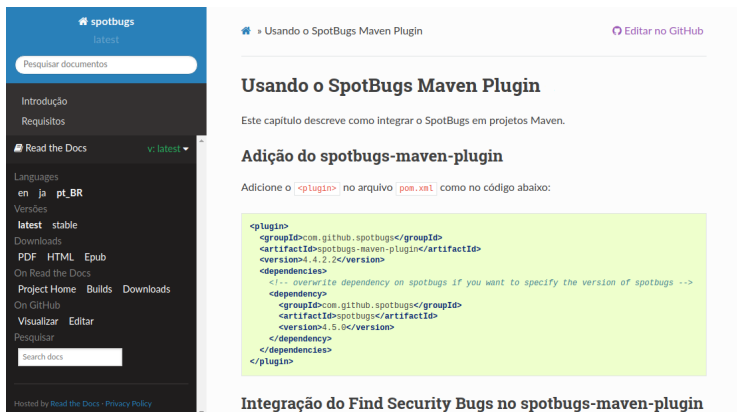 spotbugs
latest
Pesquisar documentos
Introdução
Requisitos
Read the Docs v: latest
Languages
en ja pt_BR
Versões
latest stable
Downloads
PDF HTML Epub
On Read the Docs
Project Home Builds Downloads
On GitHub
Visualizar Editar
Pesquisar
Search docs
Hosted by Read the Docs · Privacy Policy
» Usando o SpotBugs Maven Plugin
Editar no GitHub
Usando o SpotBugs Maven Plugin
Este capítulo descreve como integrar o SpotBugs em projetos Maven.
Adição do spotbugs-maven-plugin
Adicione o <plugin> no arquivo pom.xml como no código abaixo:
<plugin>
  <groupId>com.github.spotbugs</groupId>
  <artifactId>spotbugs-maven-plugin</artifactId>
  <version>4.4.2.2</version>
  <dependencies>
    <!-- overwrite dependency on spotbugs if you want to specify the version of spotbugs -->
    <dependency>
      <groupId>com.github.spotbugs</groupId>
      <artifactId>spotbugs</artifactId>
      <version>4.5.0</version>
    </dependency>
  </dependencies>
</plugin>
Integração do Find Security Bugs no spotbugs-maven-plugin